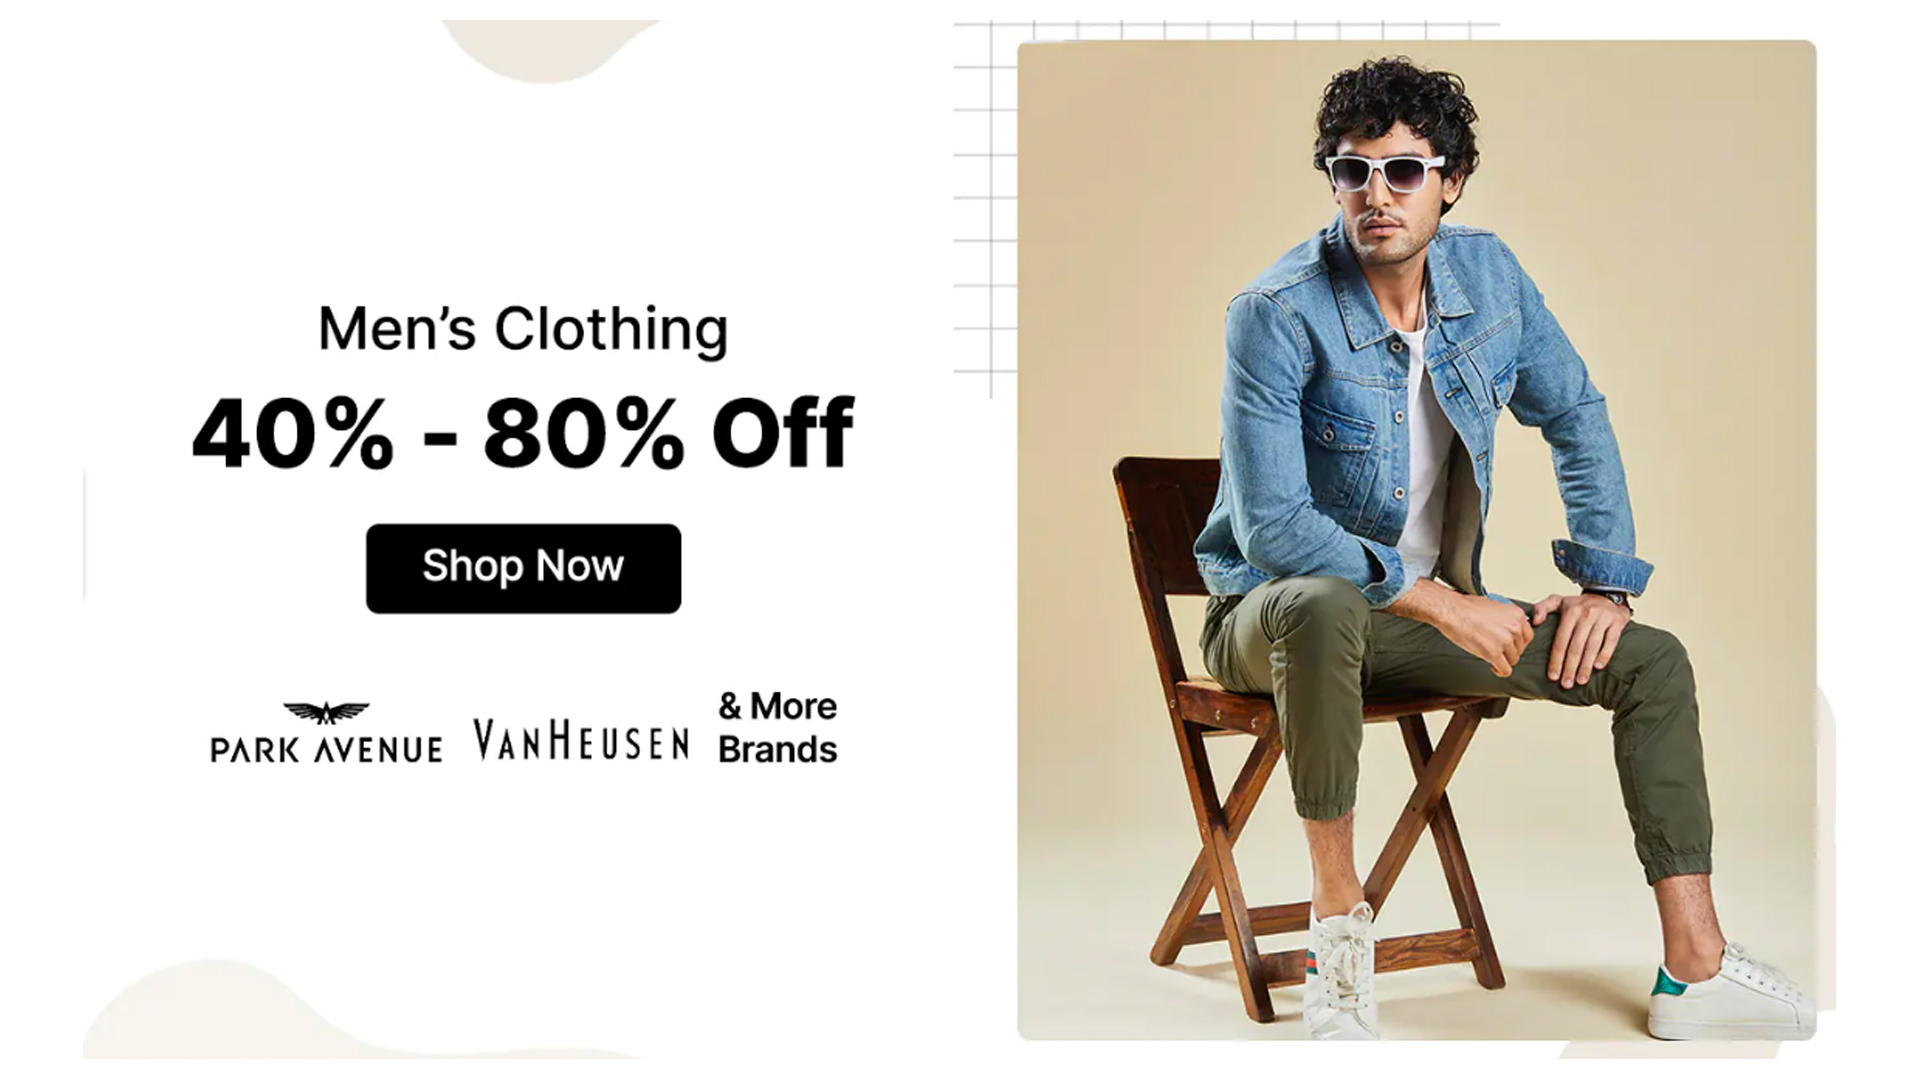 Men's Clothing
40% - 80% Off
Shop Now
PARK AVENUE
VANHEUSEN
& More
Brands